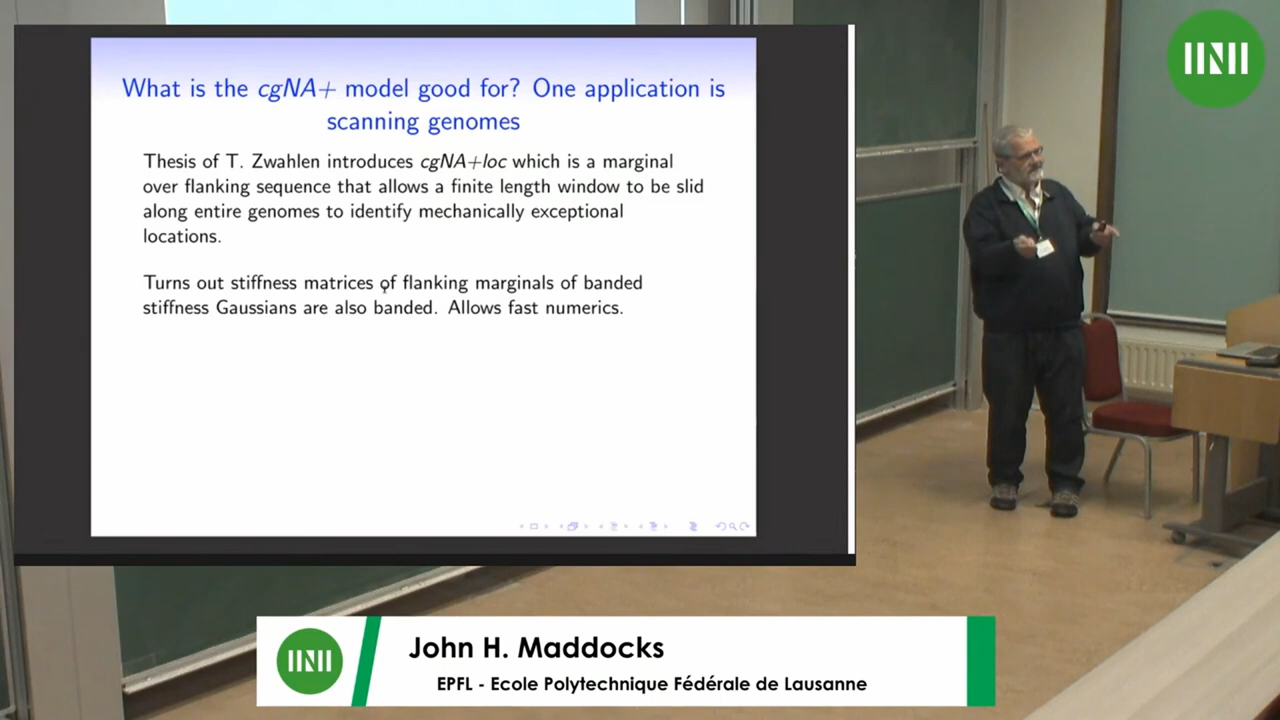 What is the cgNA+ model good for? One application is
scanning genomes
Thesis of T. Zwahlen introduces cgNA+loc which is a marginal
over flanking sequence that allows a finite length window to be slid
along entire genomes to identify mechanically exceptional
locations.
Turns out stiffness matrices of flanking marginals of banded
stiffness Gaussians are also banded. Allows fast numerics.
John H. Maddocks
EPFL - Ecole Polytechnique Fédérale de Lausanne